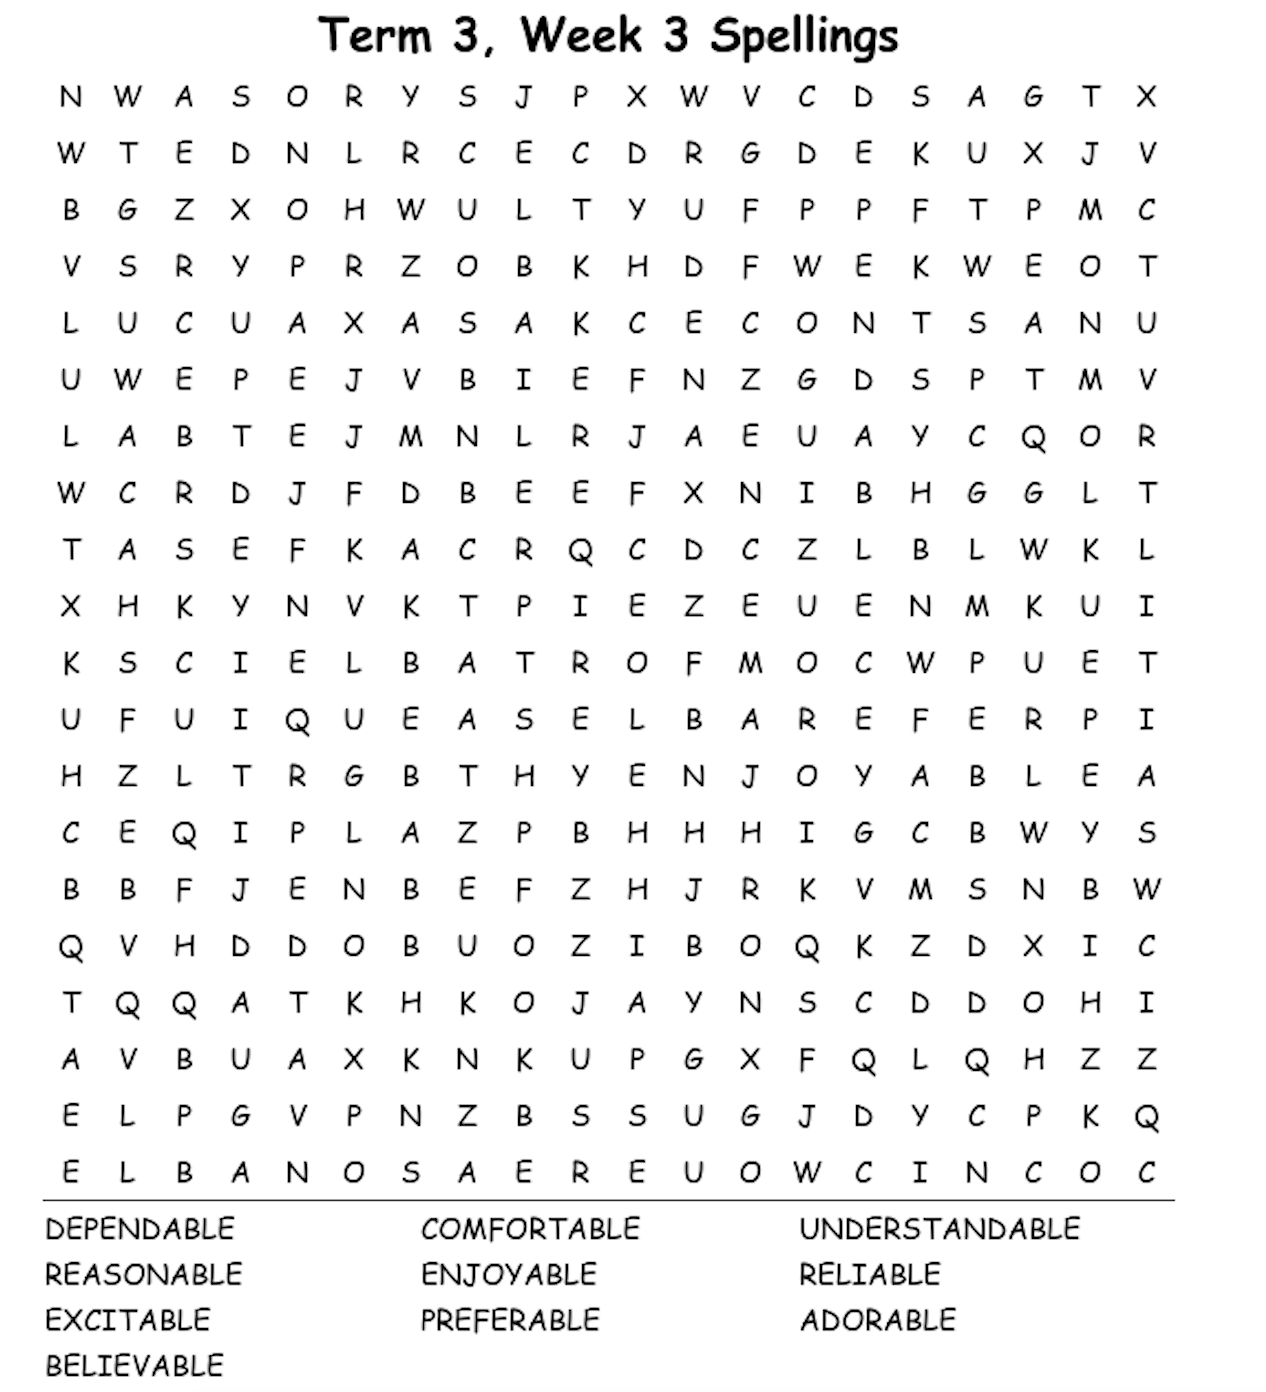 Term 3, Week 3 Spellings
N W A S O R Y S J P X W V C D S A G T X
W T E D N L R C E C D R G D E K U X J V
B G Z X O H W U L T Y U F P P F T P M C
V S R Y P R Z O B K H D F W E K W E O T
L U C U A X A S A K C E C O N T S A N U
U W E P E J V B I E F N Z G D S P T M V
L A B T E J M N L R J A E U A Y C Q O R
W C R D J F D B E E F X N I B H G G L T
T A S E F K A C R Q C D C Z L B L W K L
X H K Y N V K T P I E Z E U E N M K U I
K S C I E L B A T R O F M O C W P U E T
U F U I Q U E A S E L B A R E F E R P I
H Z L T R G B T H Y E N J O Y A B L E A
C E Q I P L A Z P B H H H I G C B W Y S
B B F J E N B E F Z H J R K V M S N B W
Q V H D D O B U O Z I B O Q K Z D X I C
T Q Q A T K H K O J A Y N S C D D O H I
A V B U A X K N K U P G X F Q L Q H Z Z
E L P G V P N Z B S S U G J D Y C P K Q
E L B A N O S A E R E U O W C I N C O C
DEPENDABLE COMFORTABLE UNDERSTANDABLE
REASONABLE ENJOYABLE RELIABLE
EXCITABLE PREFERABLE ADORABLE
BELIEVABLE